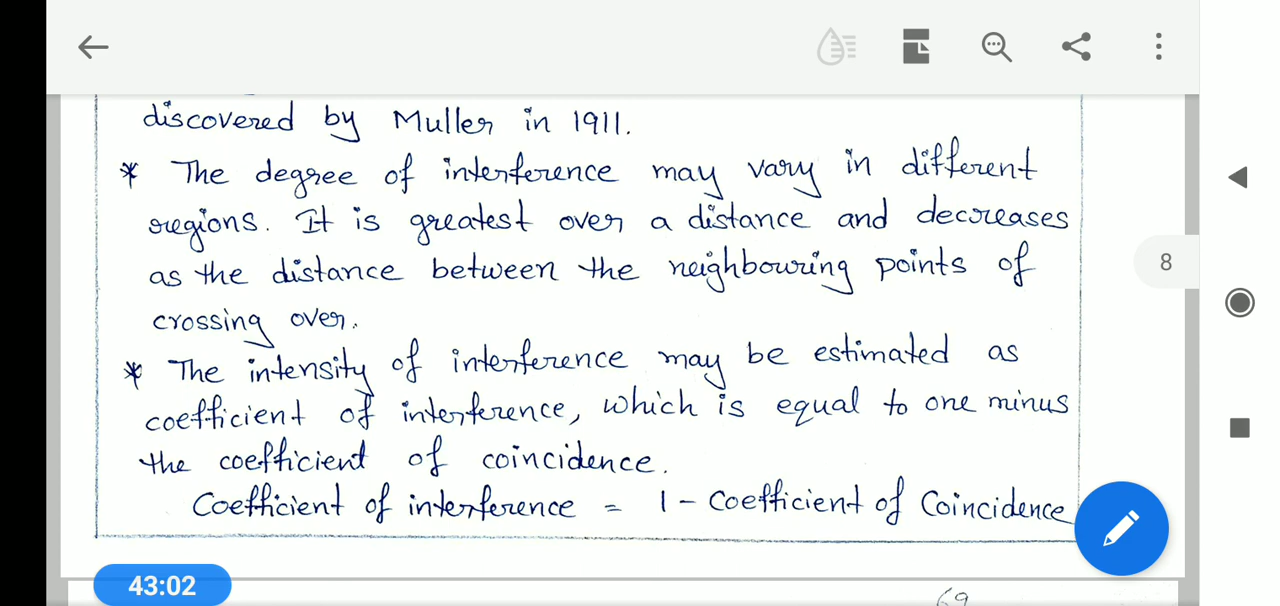 discovered by Muller in 1911.
* The degree of interference may vary in different
regions. It is greatest over a distance and decreases
as the distance between the neighbouring points of
crossing over.
* The intensity of interference may be estimated as
coefficient of interference, which is equal to one minus
the coefficient of coincidence.
Coefficient of interference = 1 - Coefficient of Coincidence
8
43:02
69